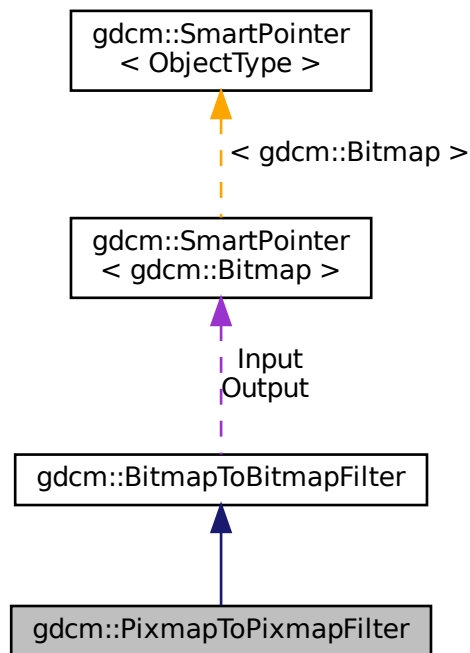 gdcm::SmartPointer
< ObjectType >
< gdcm::Bitmap >
gdcm::SmartPointer
< gdcm::Bitmap >
Input
Output
gdcm::BitmapToBitmapFilter
gdcm::PixmapToPixmapFilter